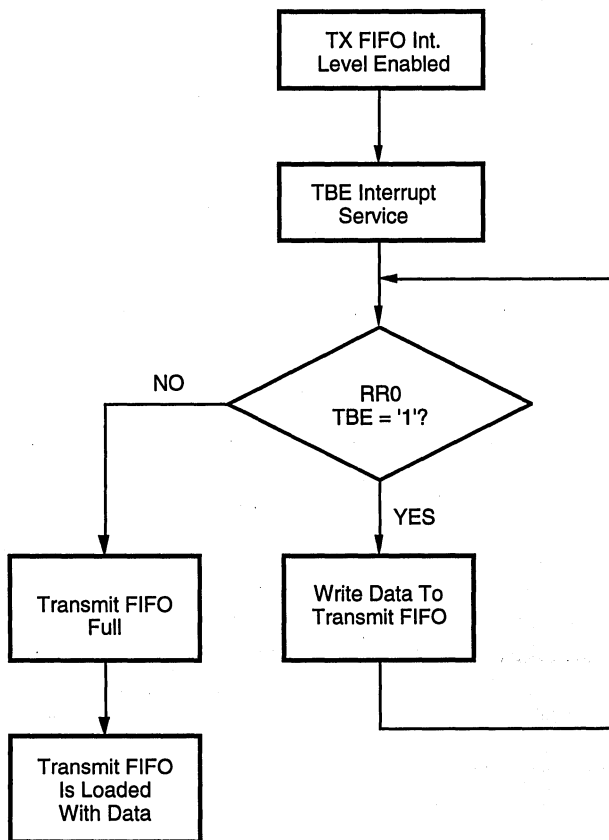 TX FIFO Int.
Level Enabled
TBE Interrupt
Service
RR0
TBE = '1'?
NO
YES
Transmit FIFO
Full
Write Data To
Transmit FIFO
Transmit FIFO
Is Loaded
With Data